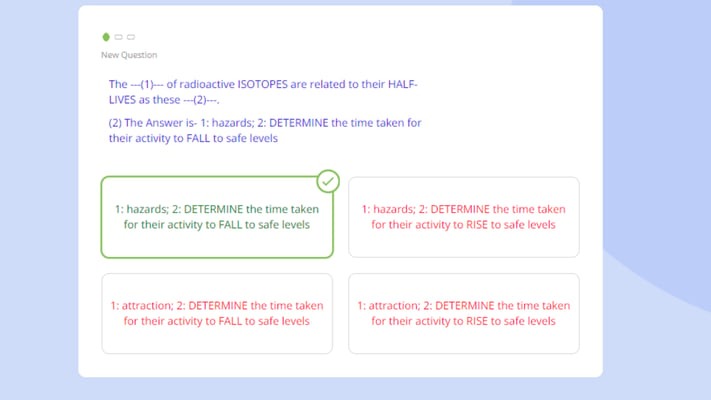 New Question
The ---(1)--- of radioactive ISOTOPES are related to their HALF-
LIVES as these ---(2)---.
(2) The Answer is- 1: hazards; 2: DETERMINE the time taken for
their activity to FALL to safe levels
1: hazards; 2: DETERMINE the time taken
for their activity to FALL to safe levels
1: hazards; 2: DETERMINE the time taken
for their activity to RISE to safe levels
1: attraction; 2: DETERMINE the time taken
for their activity to FALL to safe levels
1: attraction; 2: DETERMINE the time taken
for their activity to RISE to safe levels